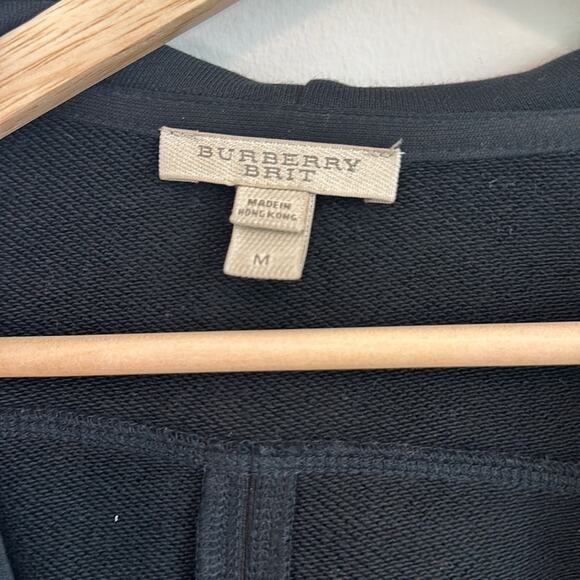 BURBERRY
BRIT
MADE IN
HONG KONG
M